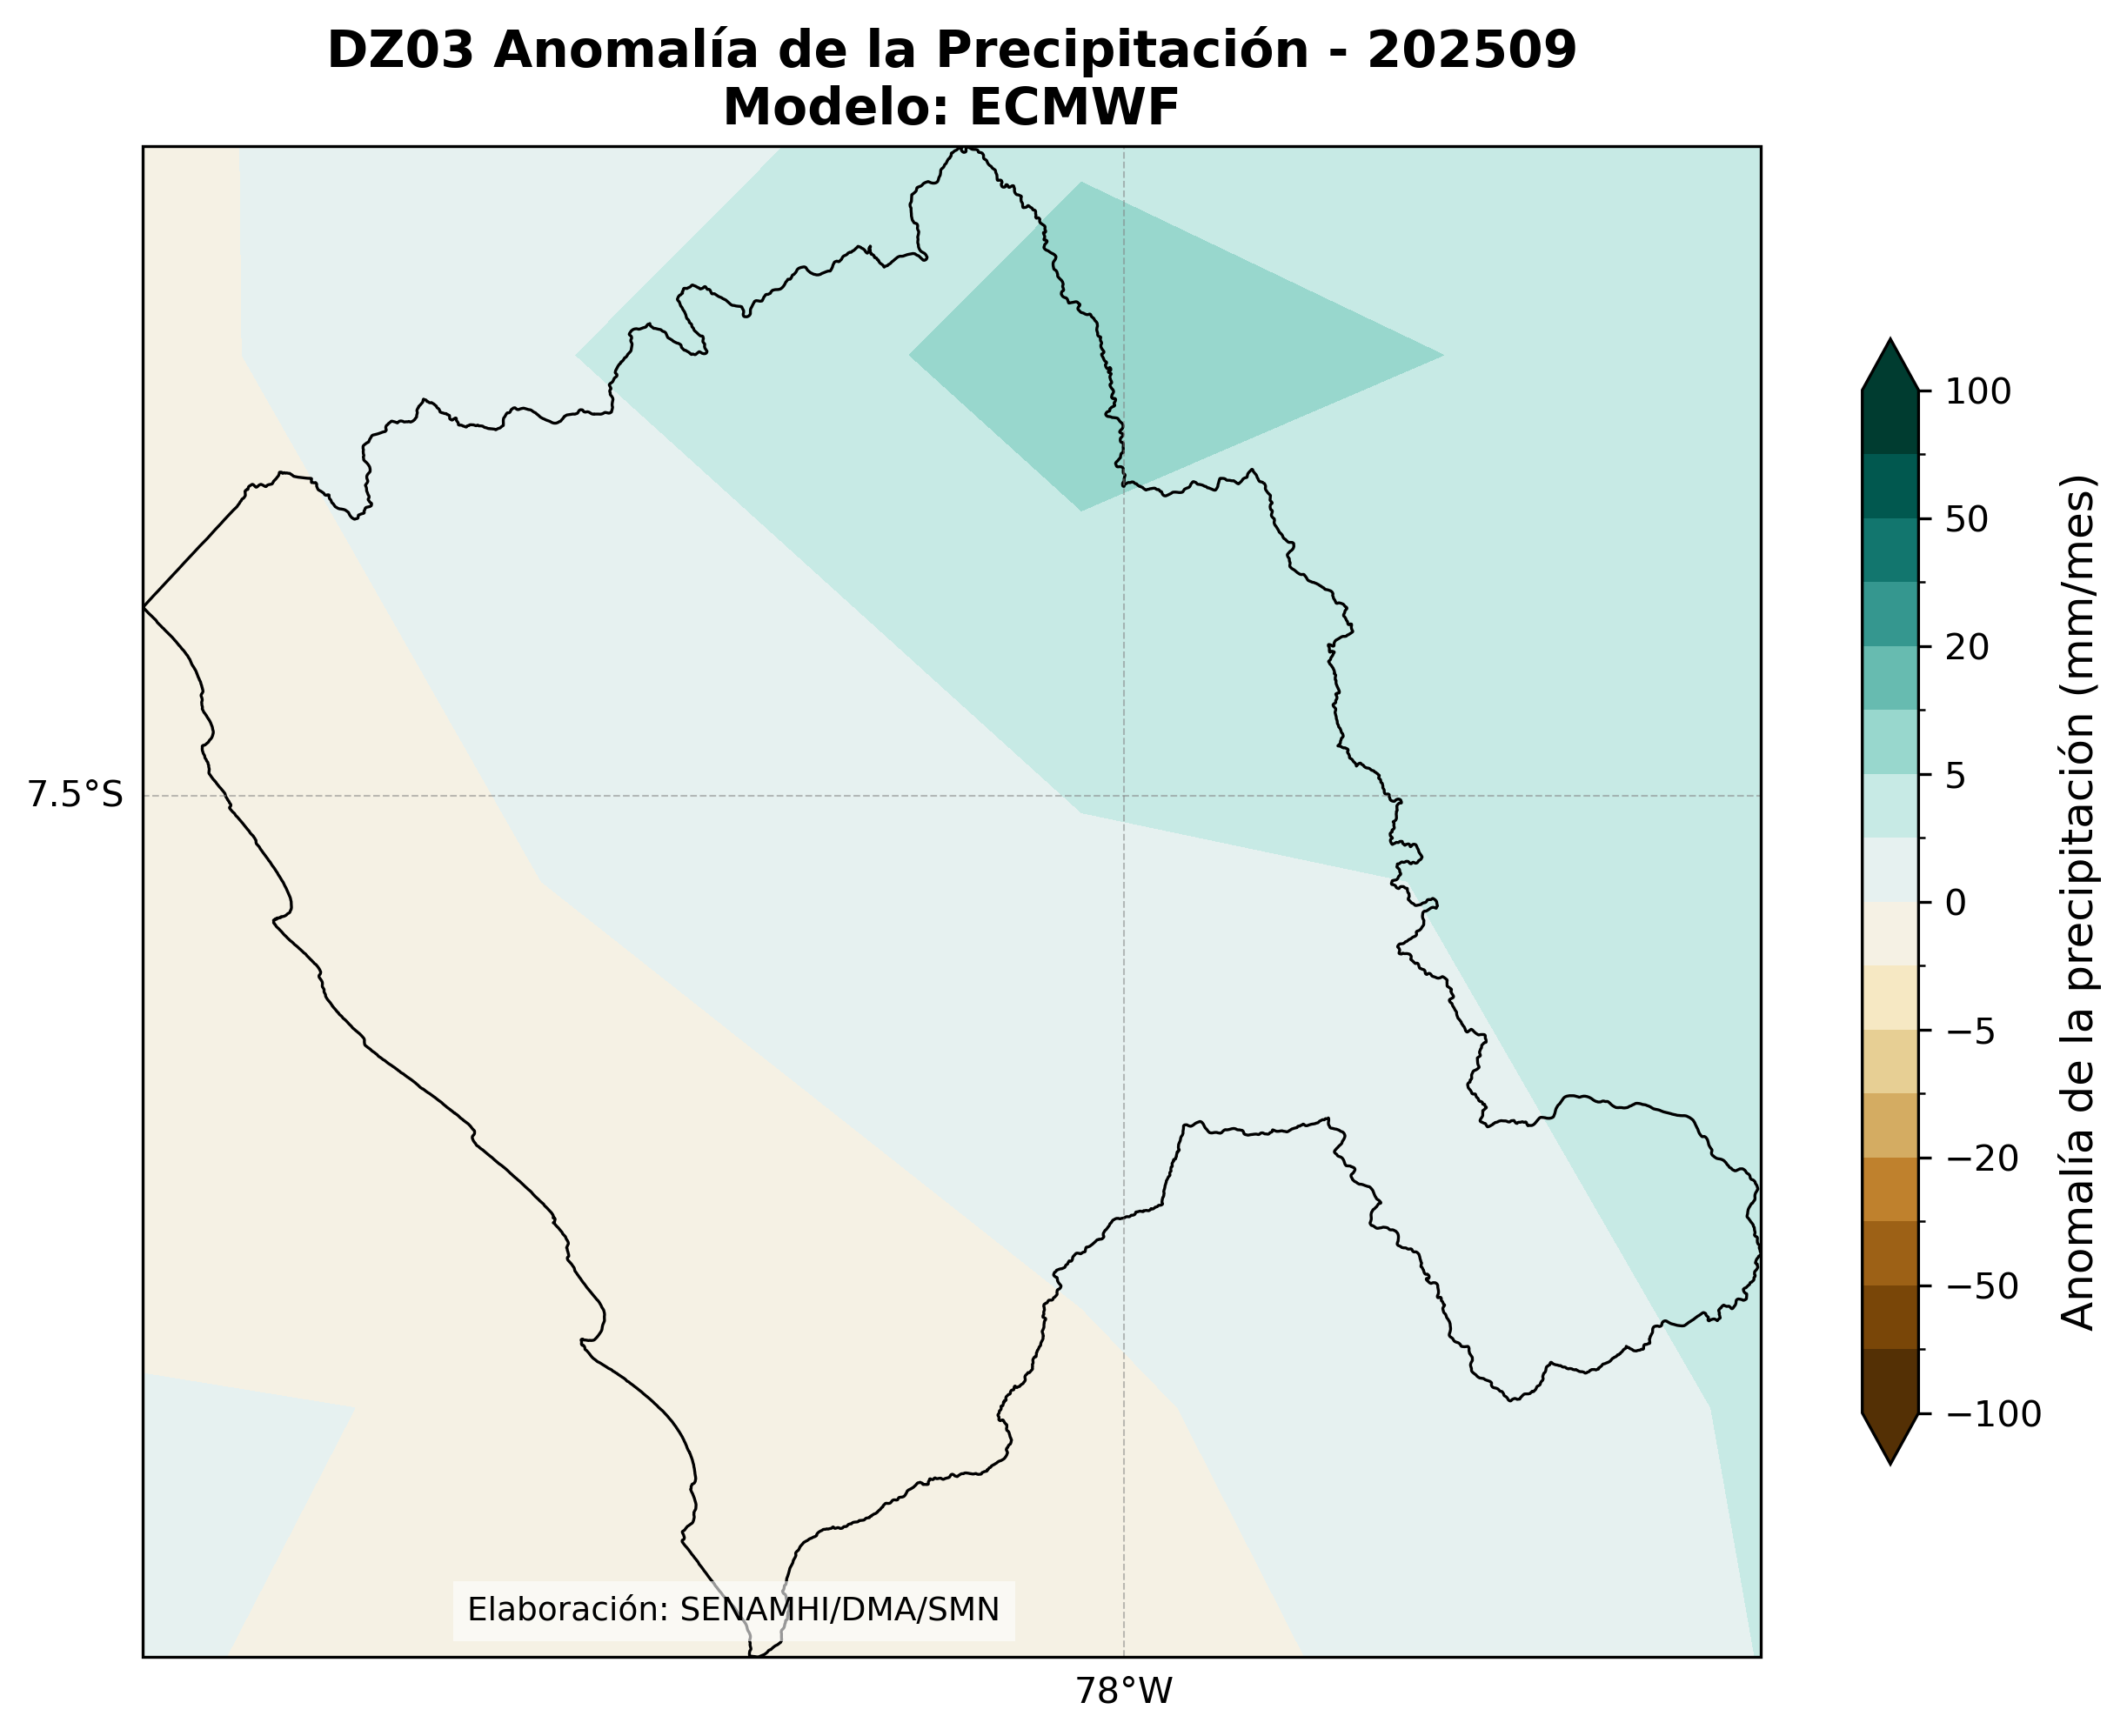 DZ03 Anomalía de la Precipitación - 202509
Modelo: ECMWF
7.5°S
78°W
Elaboración: SENAMHI/DMA/SMN
100
50
20
5
0
−5
−20
−50
−100
Anomalía de la precipitación (mm/mes)